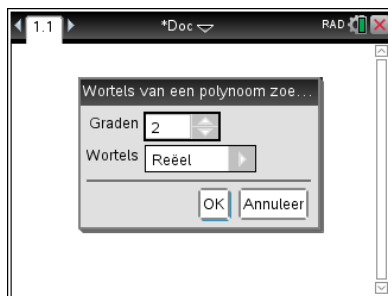 1.1 *Doc RAD
Wortels van een polynoom zoe...
Graden 2
Wortels Reëel
OK Annuleer